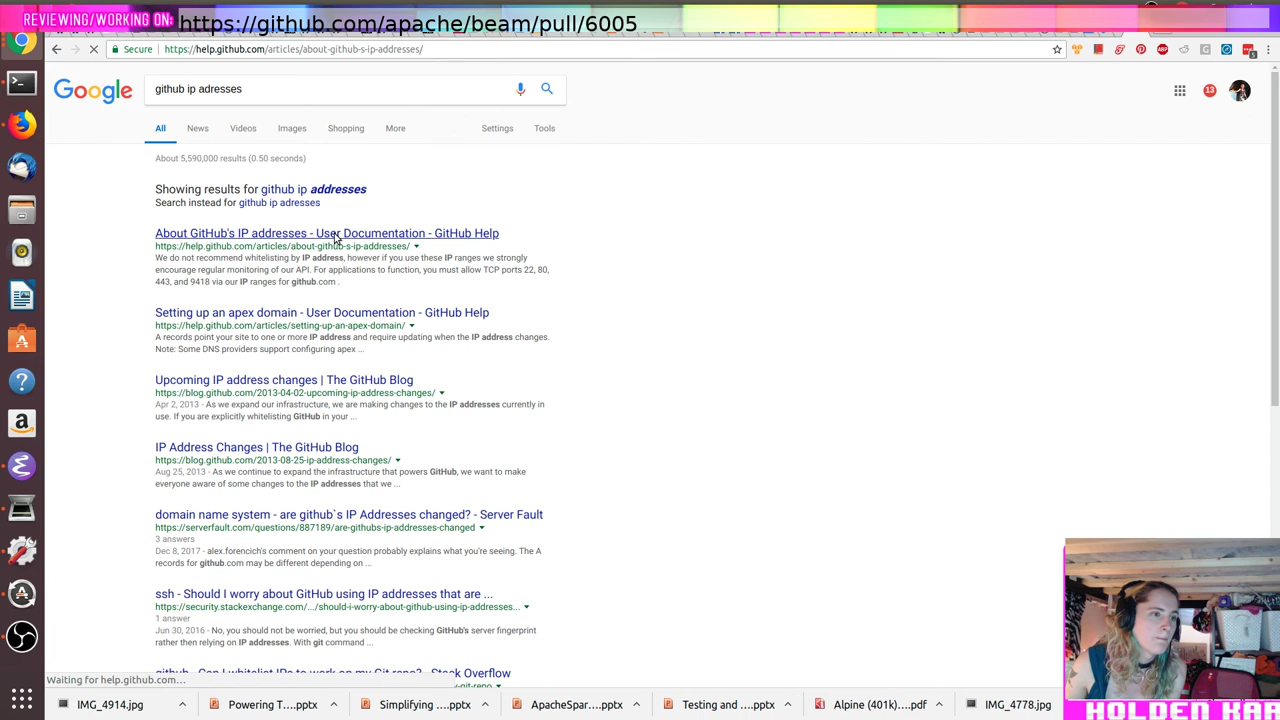 REVIEWING/WORKING ON:
https://github.com/apache/beam/pull/6005
Secure
https://help.github.com/articles/about-github-s-ip-addresses/
Google
github ip adresses
13
All News Videos Images Shopping More Settings Tools
About 5,590,000 results (0.50 seconds)
Showing results for github ip addresses
Search instead for github ip adresses
About GitHub's IP addresses - User Documentation - GitHub Help
https://help.github.com/articles/about-github-s-ip-addresses/
We do not recommend whitelisting by IP address, however if you use these IP ranges we strongly
encourage regular monitoring of our API. For applications to function, you must allow TCP ports 22, 80,
443, and 9418 via our IP ranges for github.com .
Setting up an apex domain - User Documentation - GitHub Help
https://help.github.com/articles/setting-up-an-apex-domain/
A records point your site to one or more IP address and require updating when the IP address changes.
Note: Some DNS providers support configuring apex ...
Upcoming IP address changes | The GitHub Blog
https://blog.github.com/2013-04-02-upcoming-ip-address-changes/
Apr 2, 2013 - As we expand our infrastructure, we are making changes to the IP addresses currently in
use. If you are explicitly whitelisting GitHub in your ...
IP Address Changes | The GitHub Blog
https://blog.github.com/2013-08-25-ip-address-changes/
Aug 25, 2013 - As we continue to expand the infrastructure that powers GitHub, we want to make
everyone aware of some changes to the IP addresses that we ...
domain name system - are github`s IP Addresses changed? - Server Fault
https://serverfault.com/questions/887189/are-githubs-ip-addresses-changed
3 answers
Dec 8, 2017 - alex.forencich's comment on your question probably explains what you're seeing. The A
records for github.com may be different depending on ...
ssh - Should I worry about GitHub using IP addresses that are ...
https://security.stackexchange.com/.../should-i-worry-about-github-using-ip-addresses...
1 answer
Jun 30, 2016 - No, you should not be worried, but you should be checking GitHub's server fingerprint
rather then relying on IP addresses. With git command ...
github - Can I whitelist IPs to work on my Git repo? - Stack Overflow
Waiting for help.github.com...
y-git-repo
IMG_4914.jpg
Powering T....pptx
Simplifying ....pptx
ApacheSpar....pptx
Testing and ....pptx
Alpine (401k)....pdf
IMG_4778.jpg
HOLDEN KAR